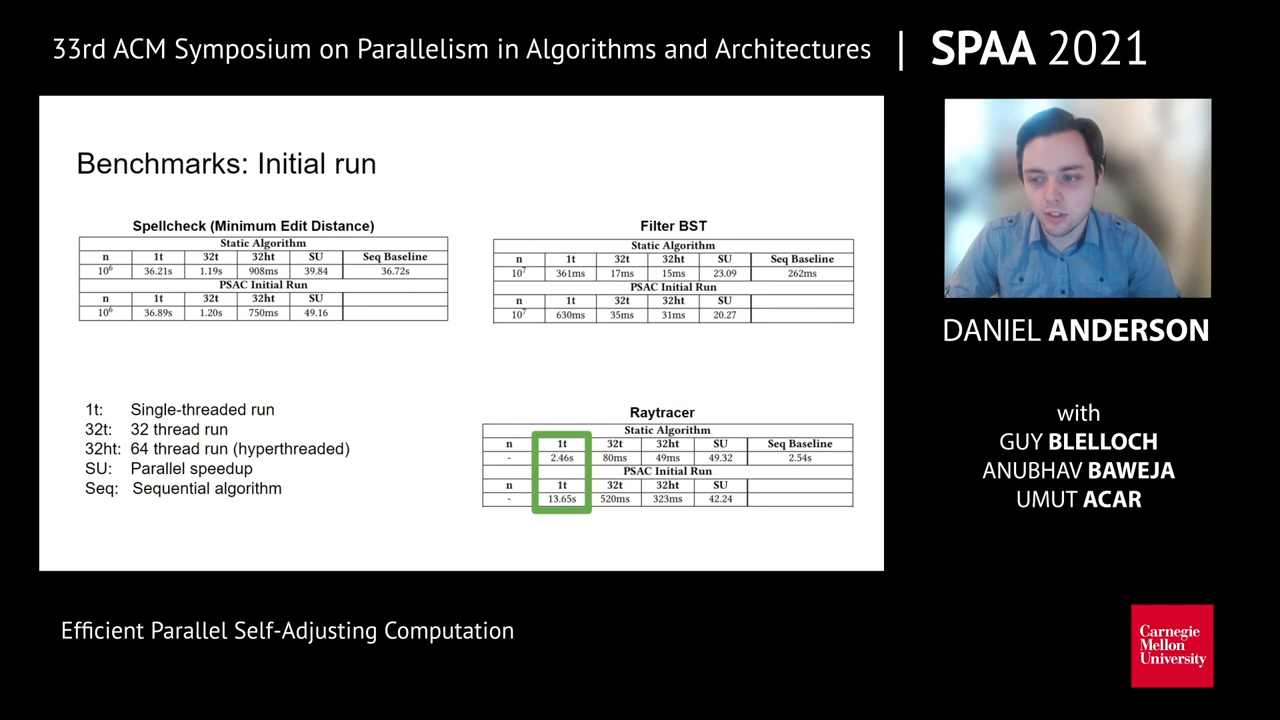 33rd ACM Symposium on Parallelism in Algorithms and Architectures | SPAA 2021
Benchmarks: Initial run
Spellcheck (Minimum Edit Distance)
Static Algorithm
n 1t 32t 32ht SU Seq Baseline
10⁶ 36.21s 1.19s 908ms 39.84 36.72s
PSAC Initial Run
n 1t 32t 32ht SU
10⁶ 36.89s 1.20s 750ms 49.16
Filter BST
Static Algorithm
n 1t 32t 32ht SU Seq Baseline
10⁷ 361ms 17ms 15ms 23.09 262ms
PSAC Initial Run
n 1t 32t 32ht SU
10⁷ 630ms 35ms 31ms 20.27
1t: Single-threaded run
32t: 32 thread run
32ht: 64 thread run (hyperthreaded)
SU: Parallel speedup
Seq: Sequential algorithm
Raytracer
Static Algorithm
n 1t 32t 32ht SU Seq Baseline
- 2.46s 80ms 49ms 49.32 2.54s
PSAC Initial Run
n 1t 32t 32ht SU
- 13.65s 520ms 323ms 42.24
DANIEL ANDERSON
with
GUY BLELLOCH
ANUBHAV BAWEJA
UMUT ACAR
Efficient Parallel Self-Adjusting Computation
Carnegie
Mellon
University